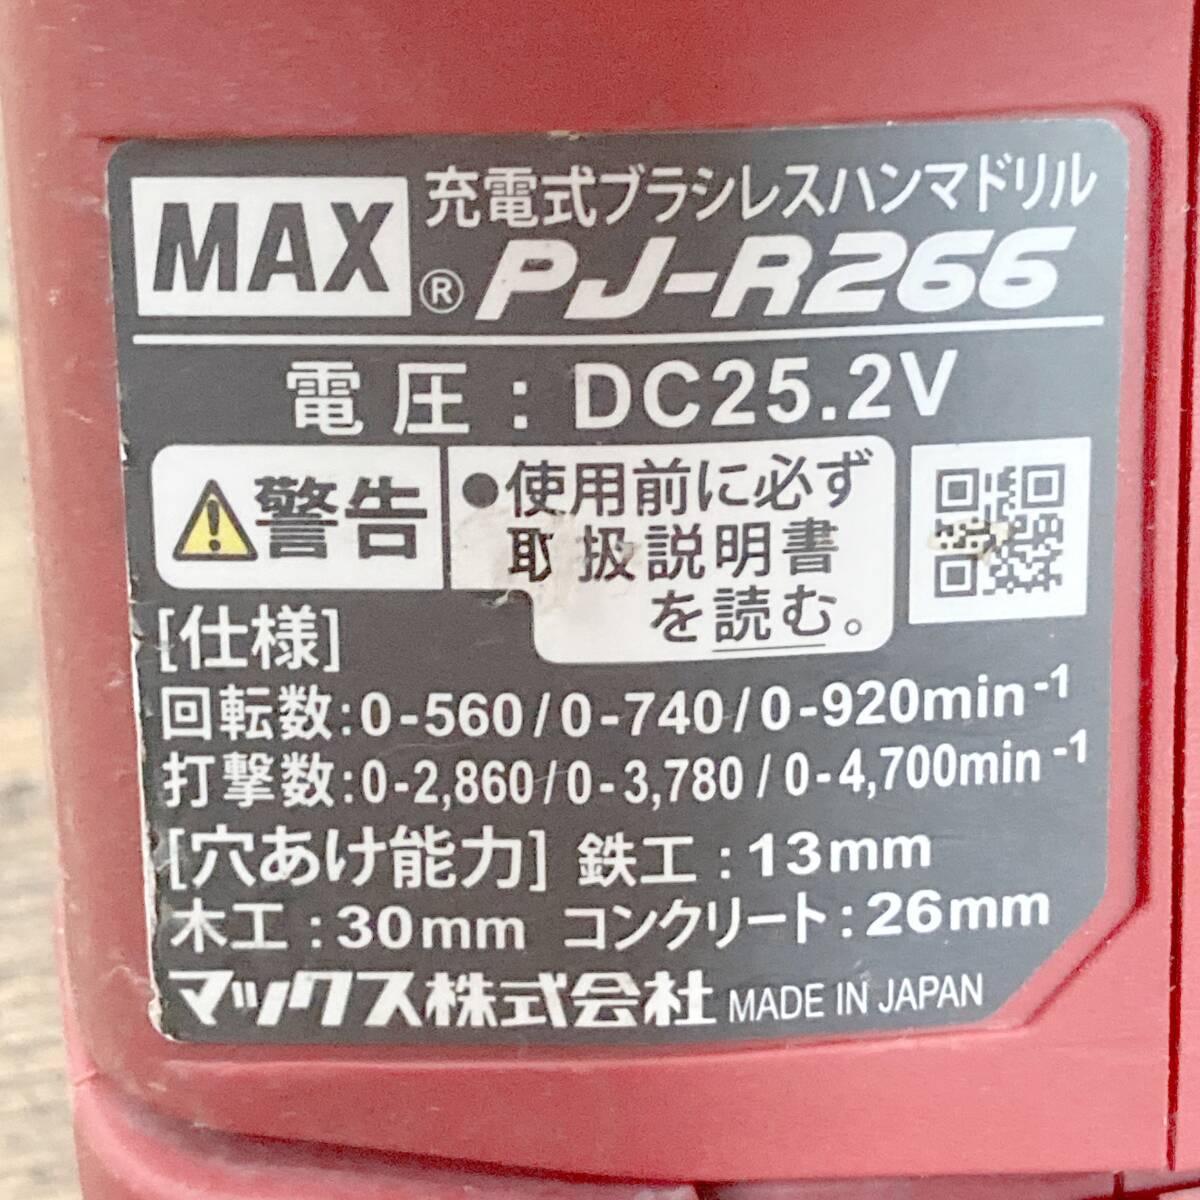 MAX® 充電式ブラシレスハンマドリル
PJ-R266
電圧:DC25.2V
警告
●使用前に必ず
取扱説明書
を読む。
[仕様]
回転数:0-560/0-740/0-920min⁻¹
打撃数:0-2,860/0-3,780/0-4,700min⁻¹
[穴あけ能力] 鉄工:13mm
木工:30mm コンクリート:26mm
マックス株式会社 MADE IN JAPAN